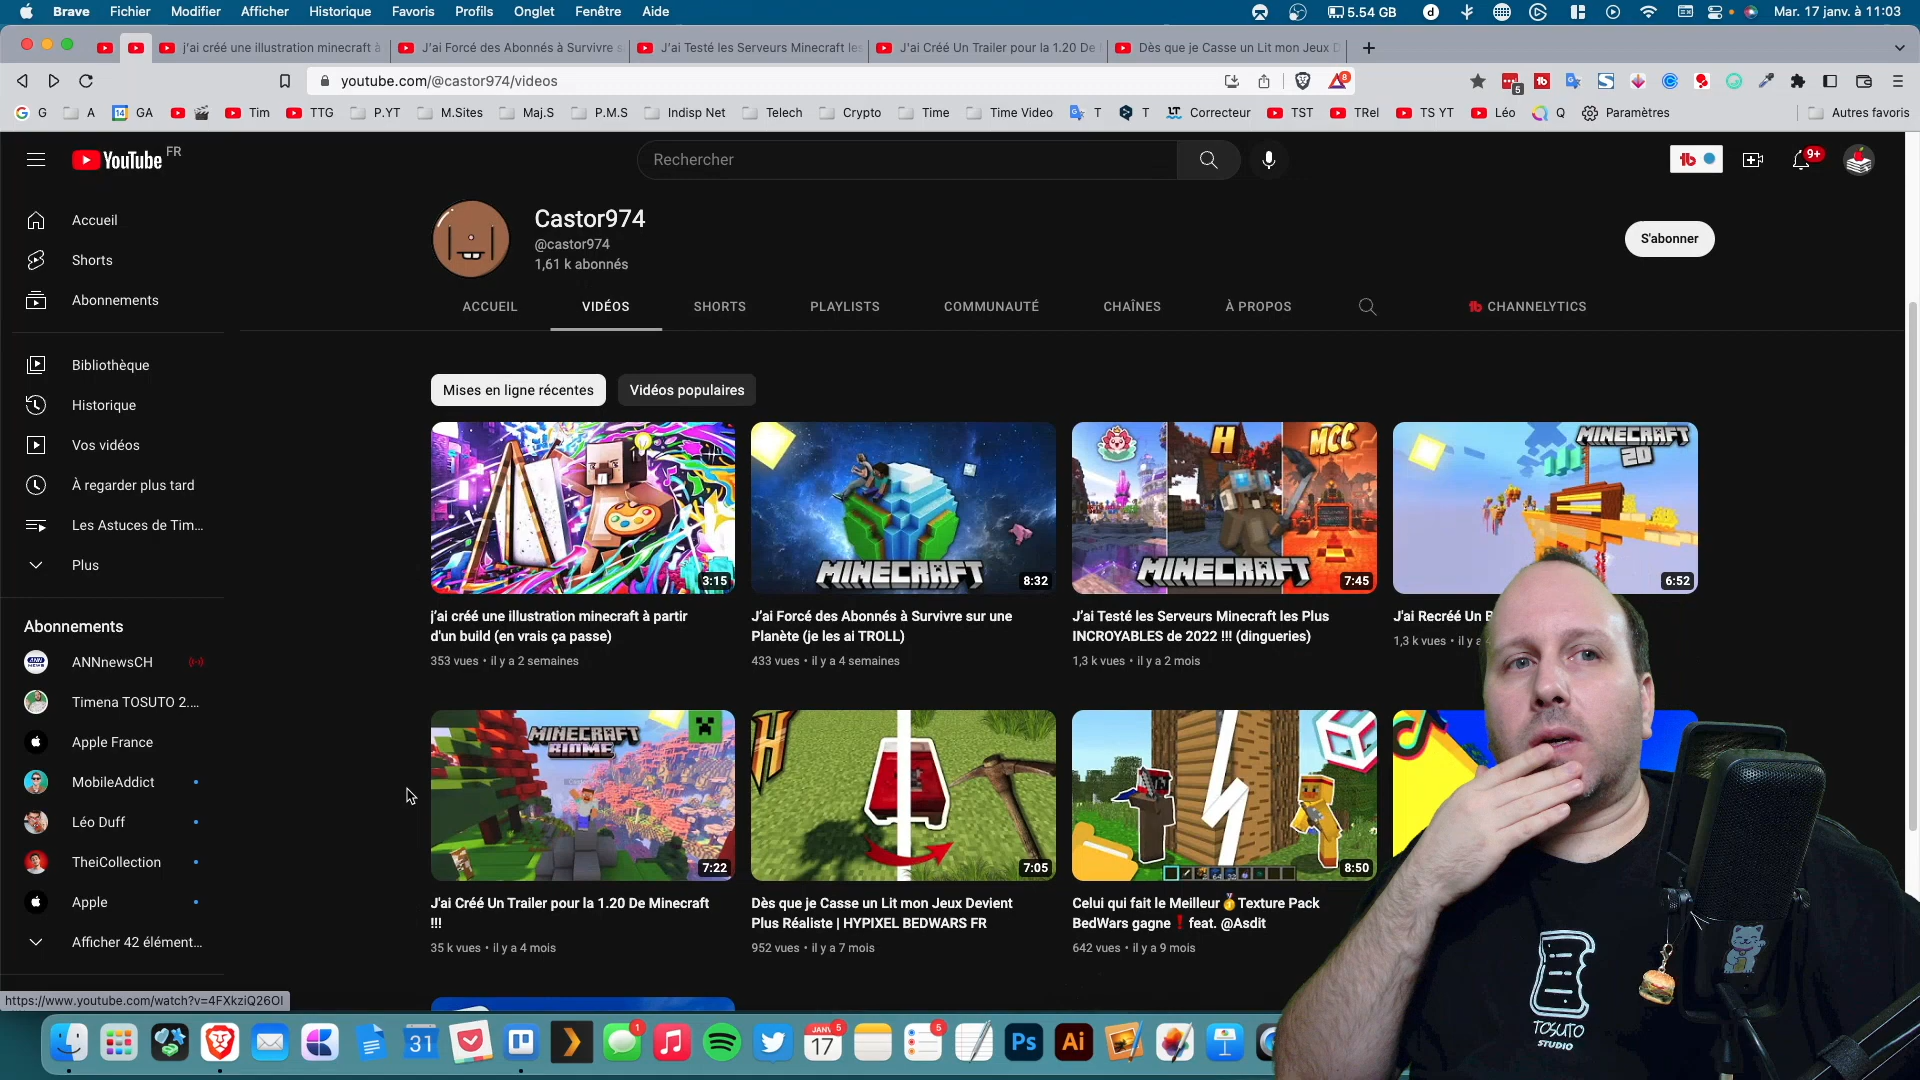 Brave Fichier Modifier Afficher Historique Favoris Profils Onglet Fenêtre Aide 5.54 GB Mar. 17 janv. à 11:03
j'ai créé une illustration minecraft à J'ai Forcé des Abonnés à Survivre s J'ai Testé les Serveurs Minecraft les J'ai Créé Un Trailer pour la 1.20 De Dès que je Casse un Lit mon Jeux D
youtube.com/@castor974/videos
G A GA Tim TTG P.YT M.Sites Maj.S P.M.S Indisp Net Telech Crypto Time Time Video T T Correcteur TST TRel TS YT Léo Q Paramètres Autres favoris
YouTube FR
Rechercher
9+
Accueil
Shorts
Abonnements
Bibliothèque
Historique
Vos vidéos
À regarder plus tard
Les Astuces de Tim...
Plus
Abonnements
ANNnewsCH
Timena TOSUTO 2....
Apple France
MobileAddict
Léo Duff
TheiCollection
Apple
Afficher 42 élément...
Castor974
@castor974
1,61 k abonnés
S'abonner
ACCUEIL VIDÉOS SHORTS PLAYLISTS COMMUNAUTÉ CHAÎNES À PROPOS CHANNELYTICS
Mises en ligne récentes Vidéos populaires
3:15
MINECRAFT
8:32
H
MCC
MINECRAFT
7:45
MINECRAFT
2D
6:52
j'ai créé une illustration minecraft à partir
d'un build (en vrais ça passe)
353 vues • il y a 2 semaines
J'ai Forcé des Abonnés à Survivre sur une
Planète (je les ai TROLL)
433 vues • il y a 4 semaines
J'ai Testé les Serveurs Minecraft les Plus
INCROYABLES de 2022 !!! (dingueries)
1,3 k vues • il y a 2 mois
J'ai Recréé Un B
1,3 k vues • il y a
MINECRAFT
BIOME
7:22
H
7:05
8:50
J'ai Créé Un Trailer pour la 1.20 De Minecraft
!!!
35 k vues • il y a 4 mois
Dès que je Casse un Lit mon Jeux Devient
Plus Réaliste | HYPIXEL BEDWARS FR
952 vues • il y a 7 mois
Celui qui fait le Meilleur🥇Texture Pack
BedWars gagne❗feat. @Asdit
642 vues • il y a 9 mois
https://www.youtube.com/watch?v=4FXkziQ26OI
TOSUTO
STUDIO
31
1
JANV.
17
5
5
Ps
Ai